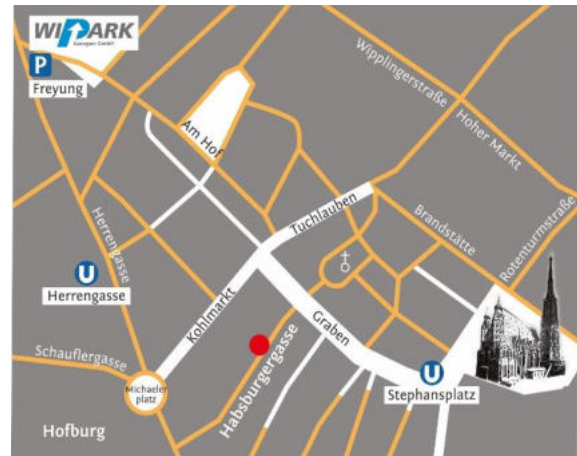 WIPARK
Garagen GmbH
P
Freyung
Wipplingerstraße
Hoher Markt
Am Hof
Tuchlauben
Brandstätte
Rotenturmstraße
Herrengasse
U
Herrengasse
Kohlmarkt
Graben
Schauflergasse
Habsburgergasse
U
Stephansplatz
Michaeler
platz
Hofburg